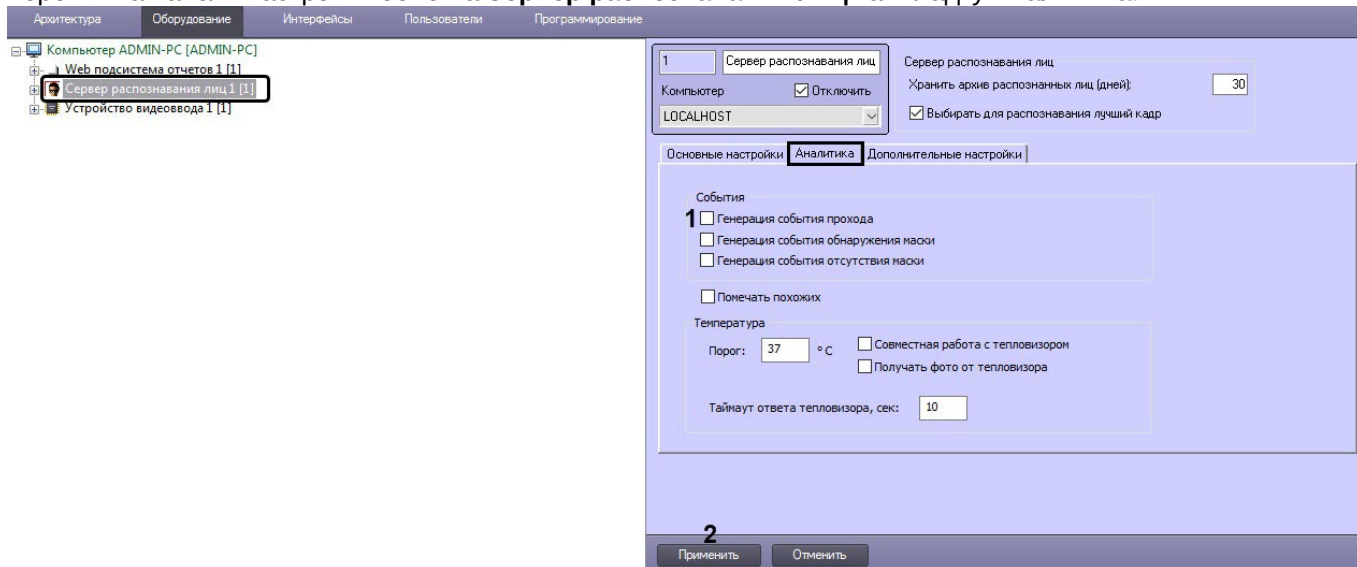 Архитектура Оборудование Интерфейсы Пользователи Программирование
Компьютер ADMIN-PC [ADMIN-PC]
Web подсистема отчетов 1 [1]
Сервер распознавания лиц 1 [1]
Устройство видеоввода 1 [1]
1 Сервер распознавания лиц
Компьютер Отключить
LOCALHOST
Сервер распознавания лиц
Хранить архив распознанных лиц (дней): 30
Выбирать для распознавания лучший кадр
Основные настройки Аналитика Дополнительные настройки
События
1 Генерация события прохода
Генерация события обнаружения маски
Генерация события отсутствия маски
Помечать похожих
Температура
Порог: 37 °C Совместная работа с тепловизором
Получать фото от тепловизора
Таймаут ответа тепловизора, сек: 10
2
Применить Отменить